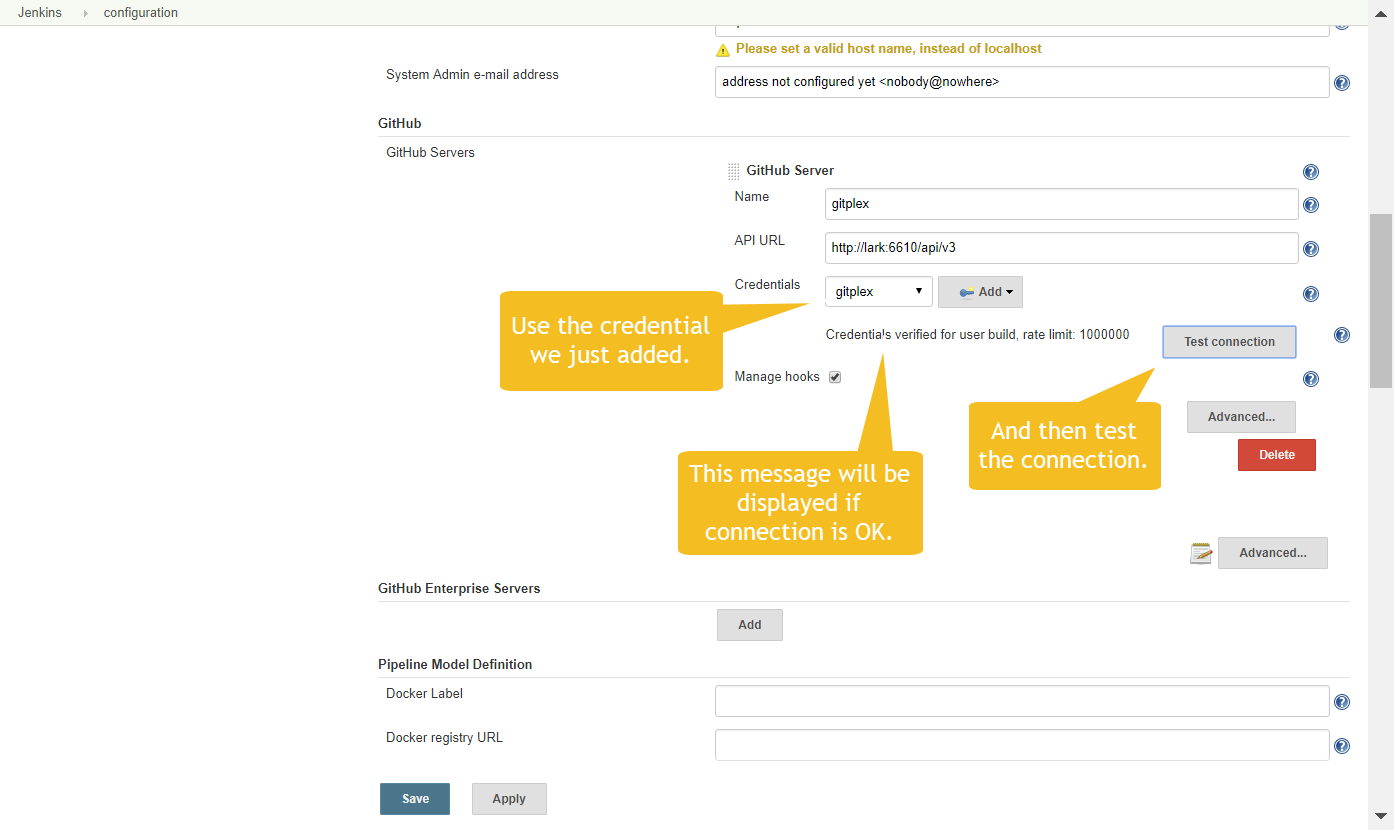 Jenkins configuration
Please set a valid host name, instead of localhost
System Admin e-mail address
address not configured yet <nobody@nowhere>
GitHub
GitHub Servers
GitHub Server
Name
gitplex
API URL
http://lark:6610/api/v3
Credentials
gitplex
Add
Use the credential
we just added.
Credentials verified for user build, rate limit: 1000000
Test connection
Manage hooks
And then test
the connection.
Advanced...
Delete
This message will be
displayed if
connection is OK.
Advanced...
GitHub Enterprise Servers
Add
Pipeline Model Definition
Docker Label
Docker registry URL
Save
Apply